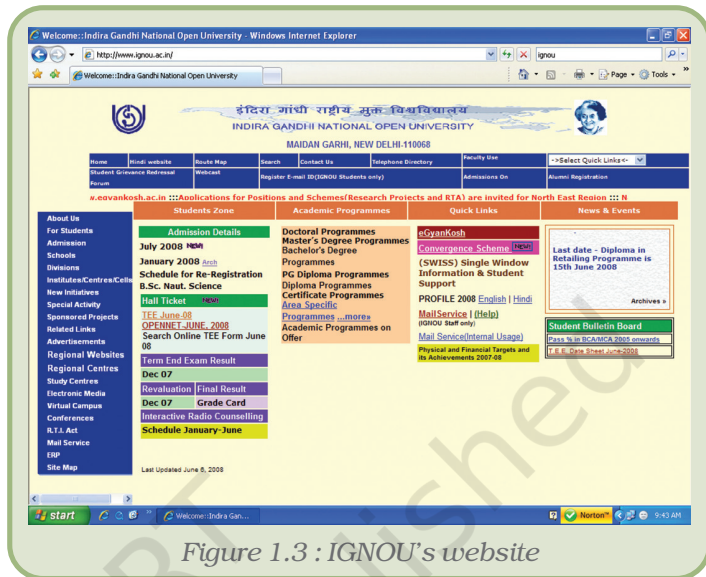 Welcome::Indira Gandhi National Open University - Windows Internet Explorer
http://www.ignou.ac.in/
ignou
Welcome::Indira Gandhi National Open University
Page
Tools
इंदिरा गांधी राष्ट्रीय मुक्त विश्वविद्यालय
INDIRA GANDHI NATIONAL OPEN UNIVERSITY
MAIDAN GARHI, NEW DELHI-110068
Home Hindi website Route Map Search Contact Us Telephone Directory Faculty Use ->Select Quick Links<-
Student Grievance Redressal Forum Webcast Register E-mail ID(IGNOU Students only) Admissions On Alumni Registration
w.egyankosh.ac.in :::Applications for Positions and Schemes(Research Projects and RTA) are invited for North East Region ::: N
About Us
For Students
Admission
Schools
Divisions
Institutes/Centres/Cells
New Initiatives
Special Activity
Sponsored Projects
Related Links
Advertisements
Regional Websites
Regional Centres
Study Centres
Electronic Media
Virtual Campus
Conferences
R.T.I. Act
Mail Service
ERP
Site Map
Students Zone
Admission Details
July 2008 NEW!
January 2008 Arch
Schedule for Re-Registration
B.Sc. Naut. Science
Hall Ticket NEW!
TEE June-08
OPENNET-JUNE, 2008
Search Online TEE Form June
08
Term End Exam Result
Dec 07
Revaluation Final Result
Dec 07 Grade Card
Interactive Radio Counselling
Schedule January-June
Last Updated June 6, 2008
Academic Programmes
Doctoral Programmes
Master's Degree Programmes
Bachelor's Degree
Programmes
PG Diploma Programmes
Diploma Programmes
Certificate Programmes
Area Specific
Programmes ...more»
Academic Programmes on
Offer
Quick Links
eGyanKosh
Convergence Scheme NEW!
(SWISS) Single Window
Information & Student
Support
PROFILE 2008 English | Hindi
MailService | (Help)
(IGNOU Staff only)
Mail Service(Internal Usage)
Physical and Financial Targets and
its Achievements 2007-08
News & Events
Last date - Diploma in
Retailing Programme is
15th June 2008
Archives »
Student Bulletin Board
Pass % in BCA/MCA 2005 onwards
T.E.E. Date Sheet June-2008
start
Welcome::Indira Gan...
Norton™
9:43 AM
Figure 1.3 : IGNOU's website